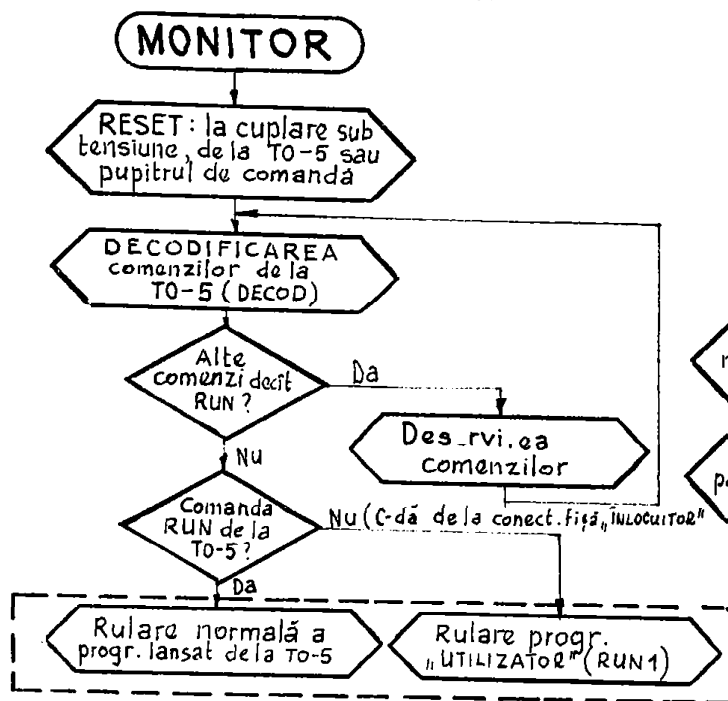 MONITOR
RESET: la cuplare sub
tensiune, de la TO-5 sau
pupitrul de comandă
DECODIFICAREA
comenzilor de la
TO-5 (DECOD)
Alte
comenzi decît
RUN?
Da
comenzilor
Nu
Comanda
RUN de la
TO-5?
Nu (C-dă de la conect. fişă „INLOCUITOR"
Da
Rulare normală a
progr. lansat de la TO-5
Rulare progr.
„UTILIZATOR" (RUN1)